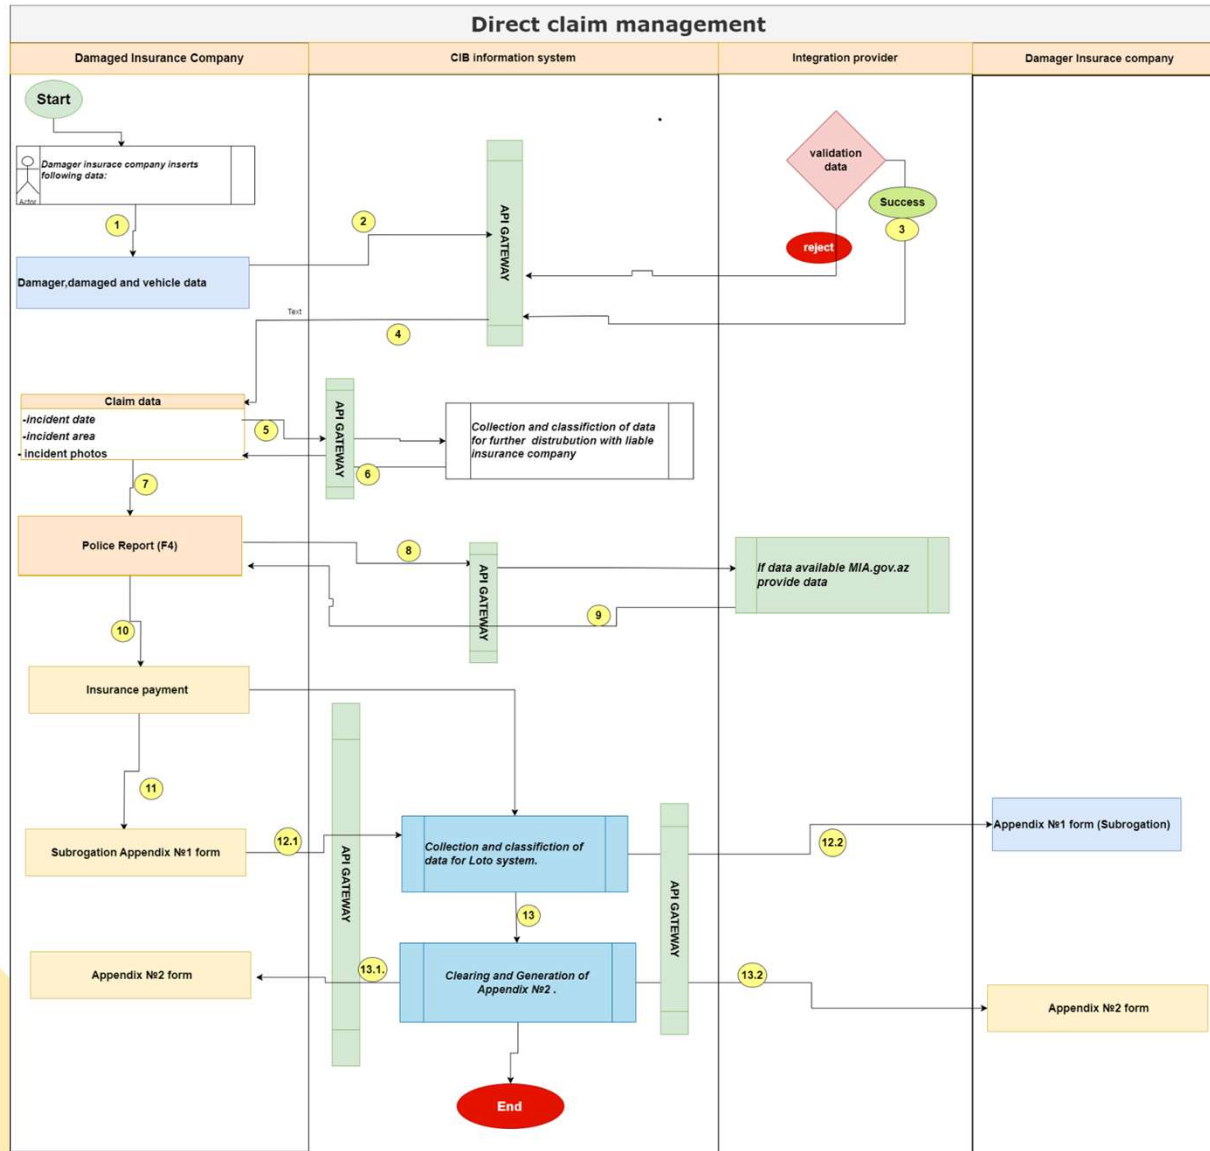 Direct claim management
Damaged Insurance Company
CIB information system
Integration provider
Damager Insurace company
Start
Actor
Damager insurace company inserts
following data:
1
Damager,damaged and vehicle data
2
API GATEWAY
validation
data
Success
3
reject
Text
4
Claim data
-incident date
-incident area
- incident photos
5
API GATEWAY
6
Collection and classifiction of data
for further distrubution with liable
insurance company
7
Police Report (F4)
8
API GATEWAY
9
If data available MIA.gov.az
provide data
10
Insurance payment
11
Subrogation Appendix №1 form
12.1
API GATEWAY
Collection and classifiction of
data for Loto system.
API GATEWAY
12.2
Appendix №1 form (Subrogation)
13
Appendix №2 form
13.1.
Clearing and Generation of
Appendix №2 .
13.2
Appendix №2 form
End